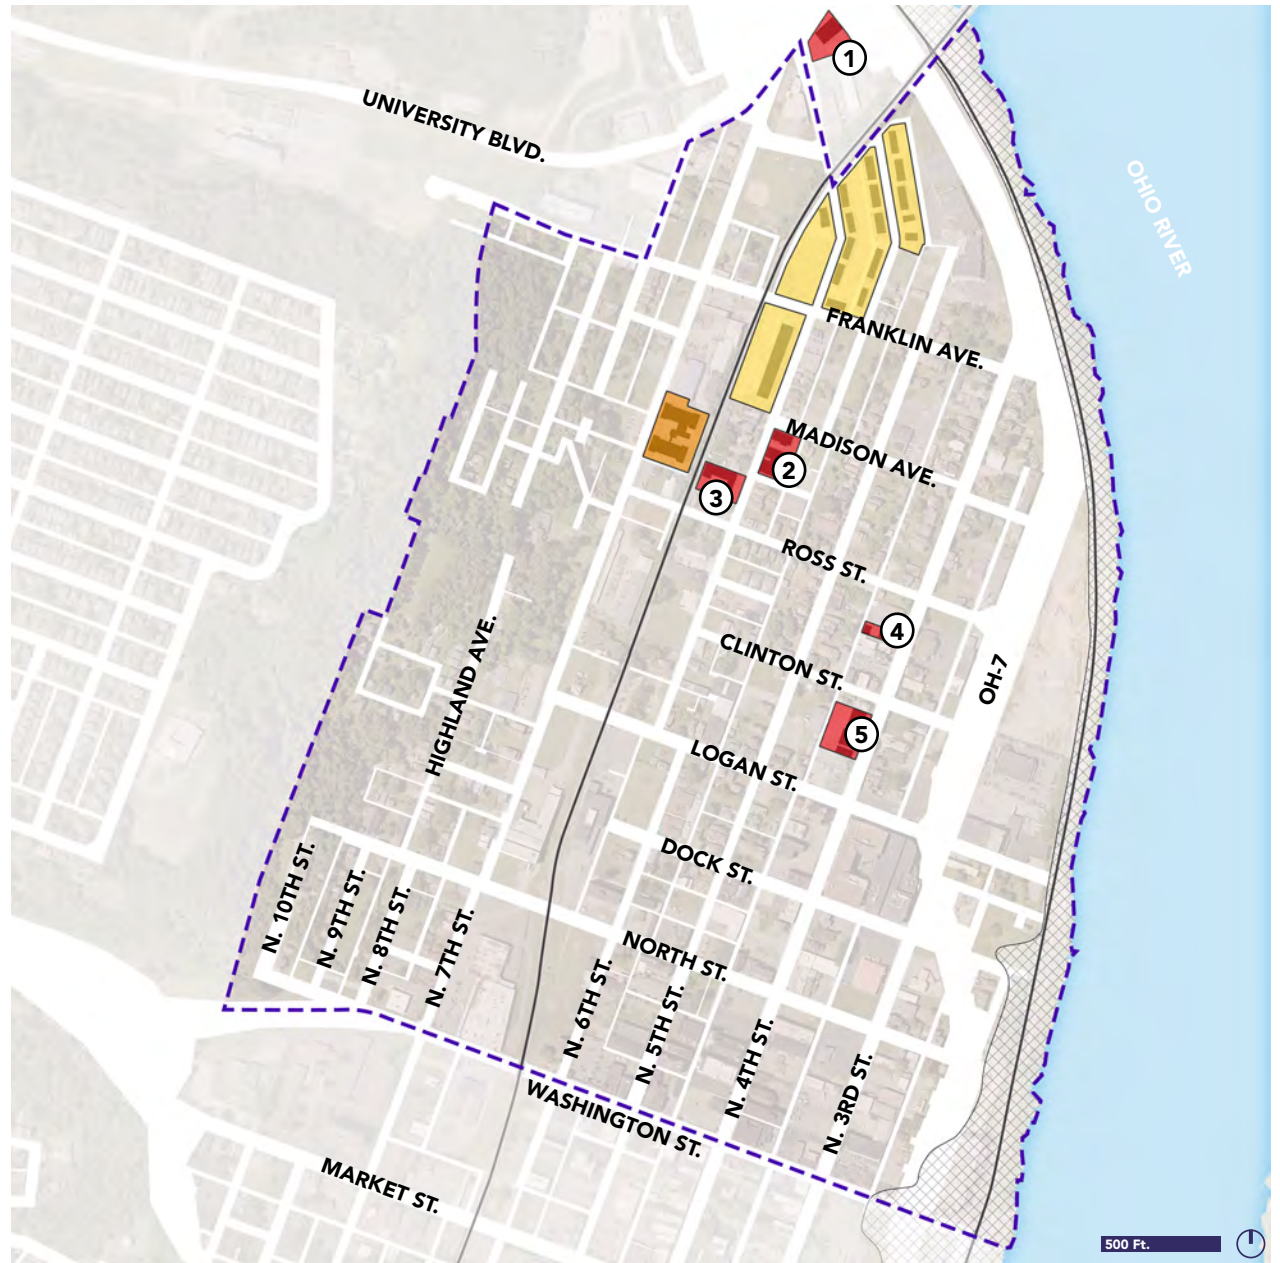 1
UNIVERSITY BLVD.
OHIO RIVER
FRANKLIN AVE.
MADISON AVE.
2
3
ROSS ST.
4
CLINTON ST.
OH-7
HIGHLAND AVE.
5
LOGAN ST.
DOCK ST.
N. 10TH ST.
N. 9TH ST.
N. 8TH ST.
N. 7TH ST.
NORTH ST.
N. 6TH ST.
N. 5TH ST.
N. 4TH ST.
N. 3RD ST.
WASHINGTON ST.
MARKET ST.
500 Ft.